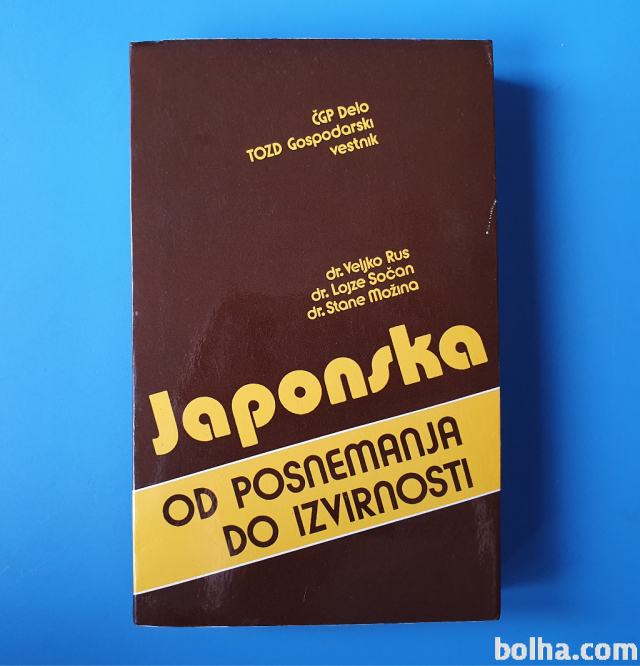 ČGP Delo
TOZD Gospodarski
vestnik
dr. Veljko Rus
dr. Lojze Sočan
dr. Stane Možina
Japonska
OD POSNEMANJA
DO IZVIRNOSTI
bolha.com